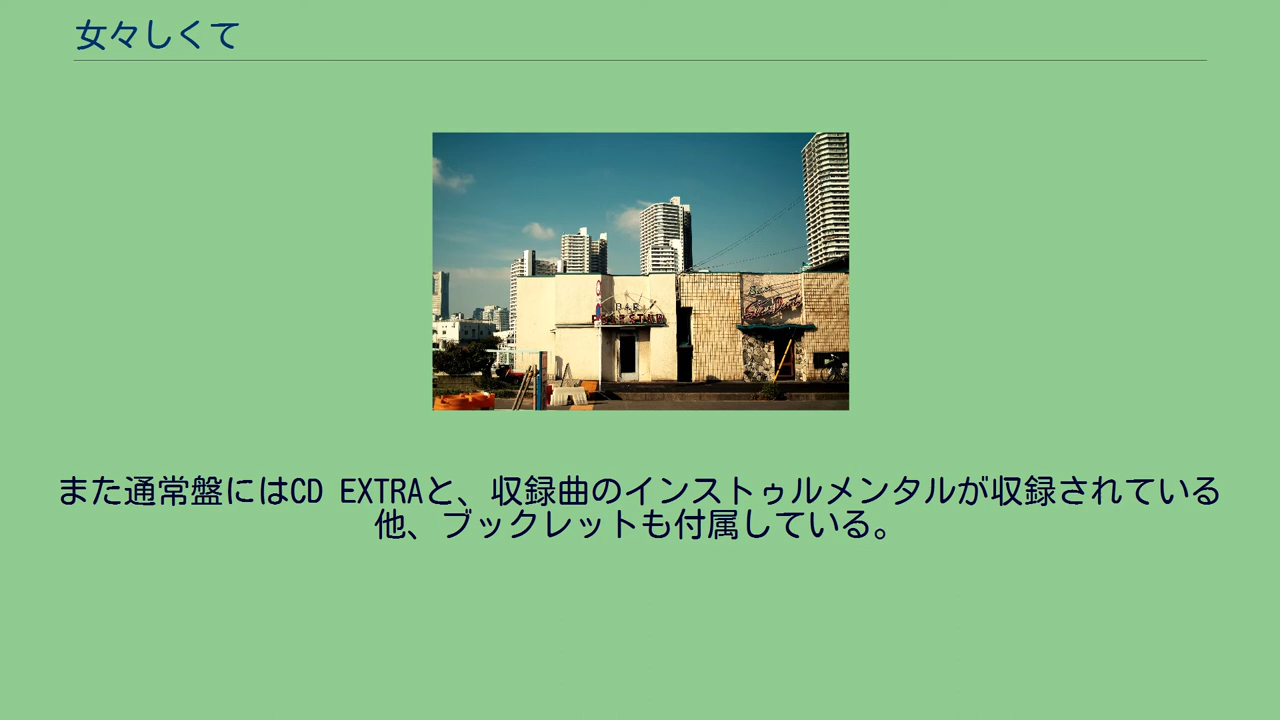 女々しくて
BAR
また通常盤にはCD EXTRAと、収録曲のインストゥルメンタルが収録されている
他、ブックレットも付属している。